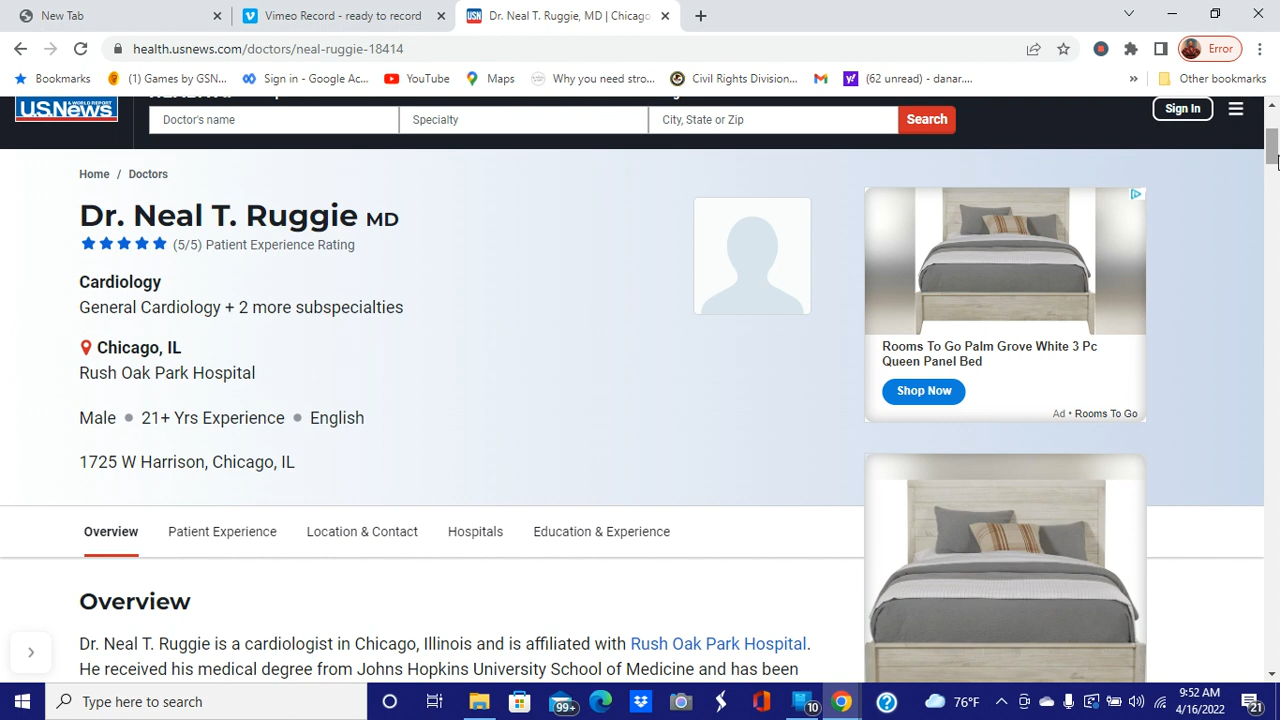 New Tab
Vimeo Record - ready to record
Dr. Neal T. Ruggie, MD | Chicago
health.usnews.com/doctors/neal-ruggie-18414
Error
Bookmarks
(1) Games by GSN...
Sign in - Google Ac...
YouTube
Maps
Why you need stro...
Civil Rights Division...
(62 unread) - danar....
Other bookmarks
U.S.News
Doctor's name
Specialty
City, State or Zip
Search
Sign In
Home / Doctors
Dr. Neal T. Ruggie MD
(5/5) Patient Experience Rating
Cardiology
General Cardiology + 2 more subspecialties
Chicago, IL
Rush Oak Park Hospital
Male • 21+ Yrs Experience • English
1725 W Harrison, Chicago, IL
Rooms To Go Palm Grove White 3 Pc
Queen Panel Bed
Shop Now
Ad • Rooms To Go
Overview
Patient Experience
Location & Contact
Hospitals
Education & Experience
Overview
Dr. Neal T. Ruggie is a cardiologist in Chicago, Illinois and is affiliated with Rush Oak Park Hospital.
He received his medical degree from Johns Hopkins University School of Medicine and has been
Type here to search
99+
10
76°F
9:52 AM
4/16/2022
21